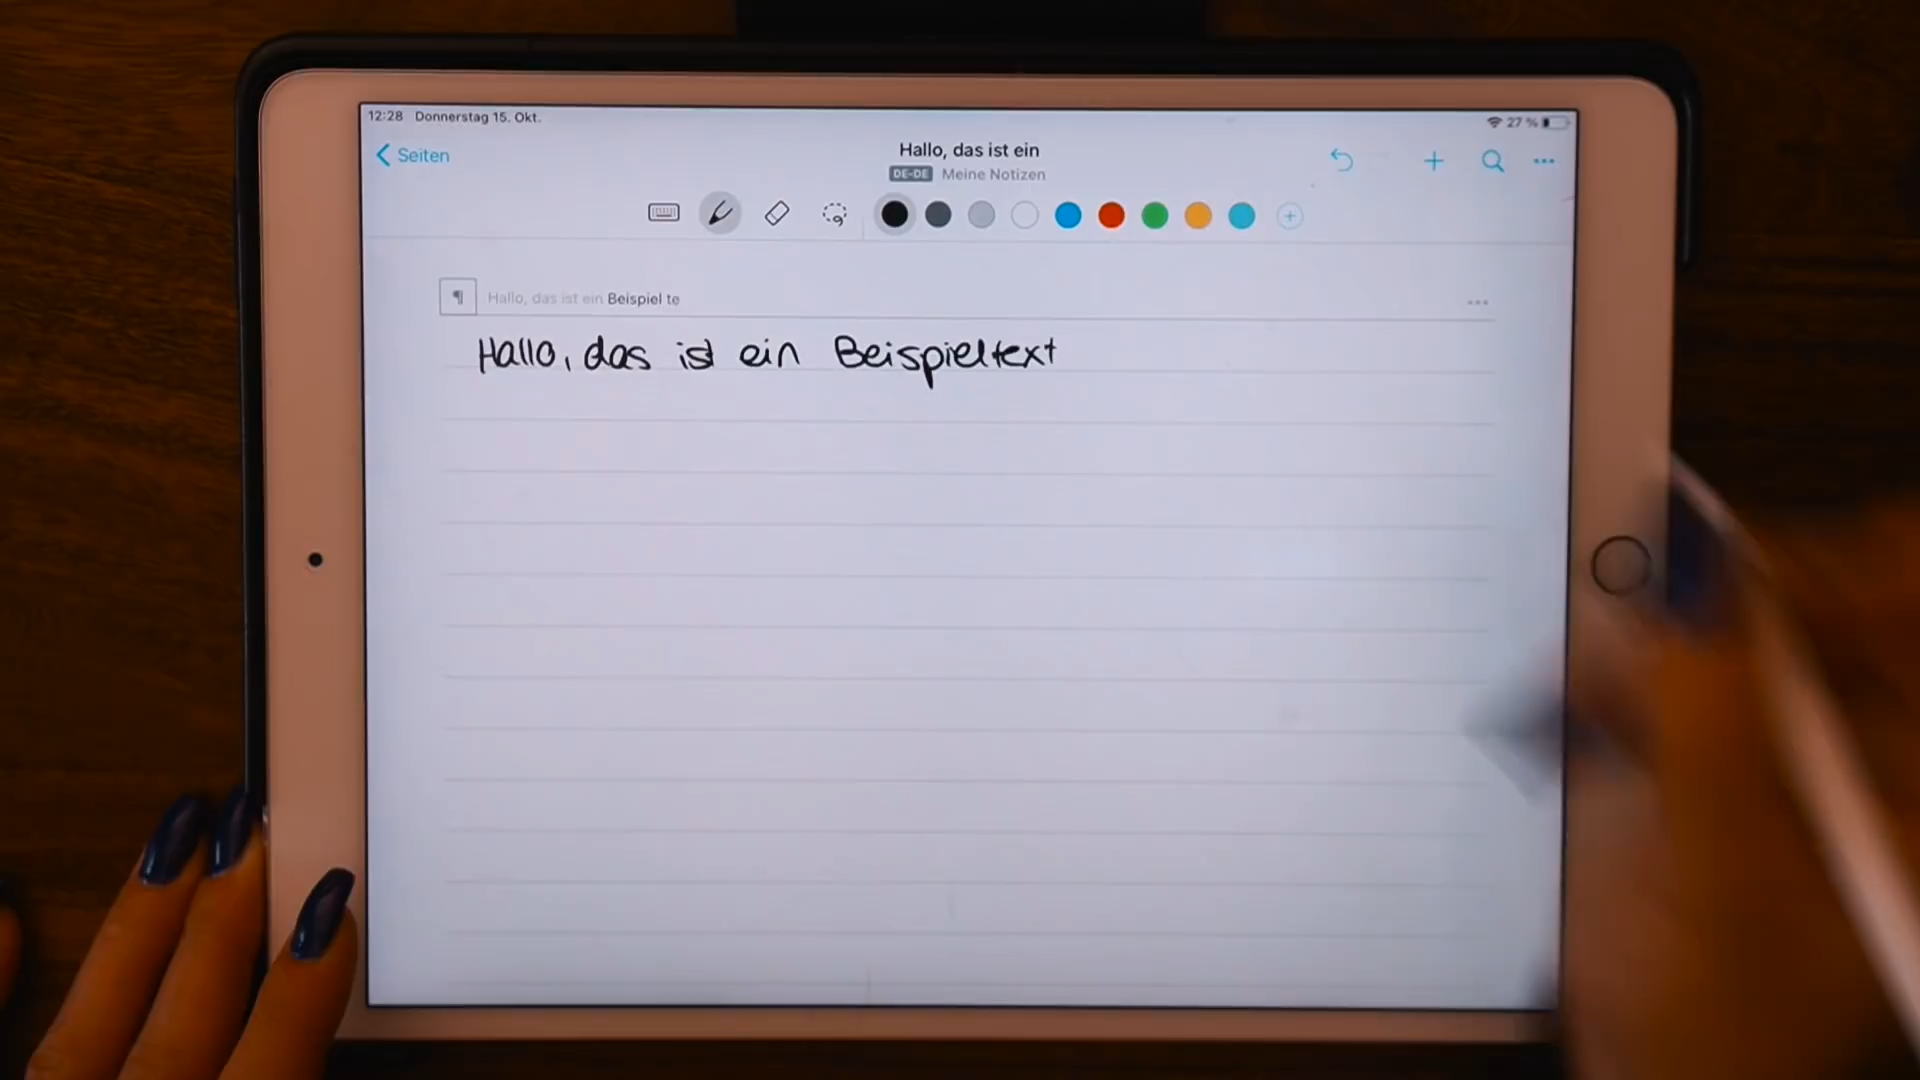 12:28 Donnerstag 15. Okt.
27 %
Seiten
Hallo, das ist ein
DE-DE Meine Notizen
Hallo, das ist ein Beispiel te
Hallo, das ist ein Beispieltext